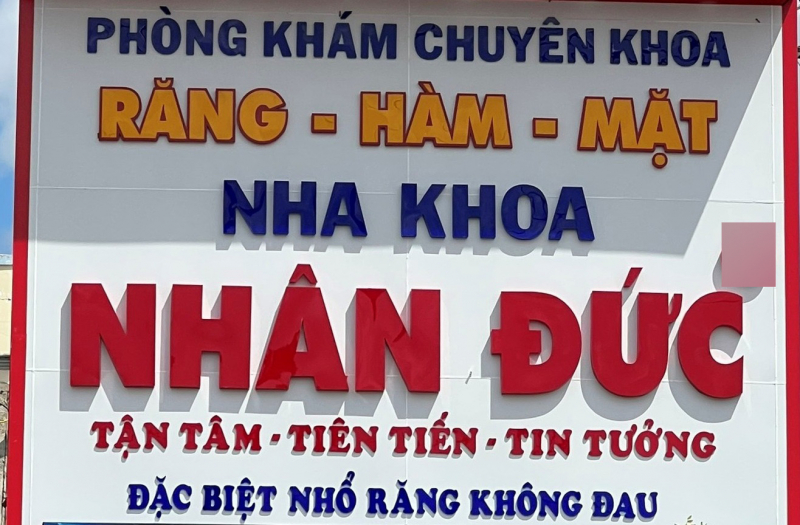 PHÒNG KHÁM CHUYÊN KHOA
RĂNG - HÀM - MẶT
NHA KHOA
NHÂN ĐỨC
TẬN TÂM - TIÊN TIẾN - TIN TƯỞNG
ĐẶC BIỆT NHỔ RĂNG KHÔNG ĐAU